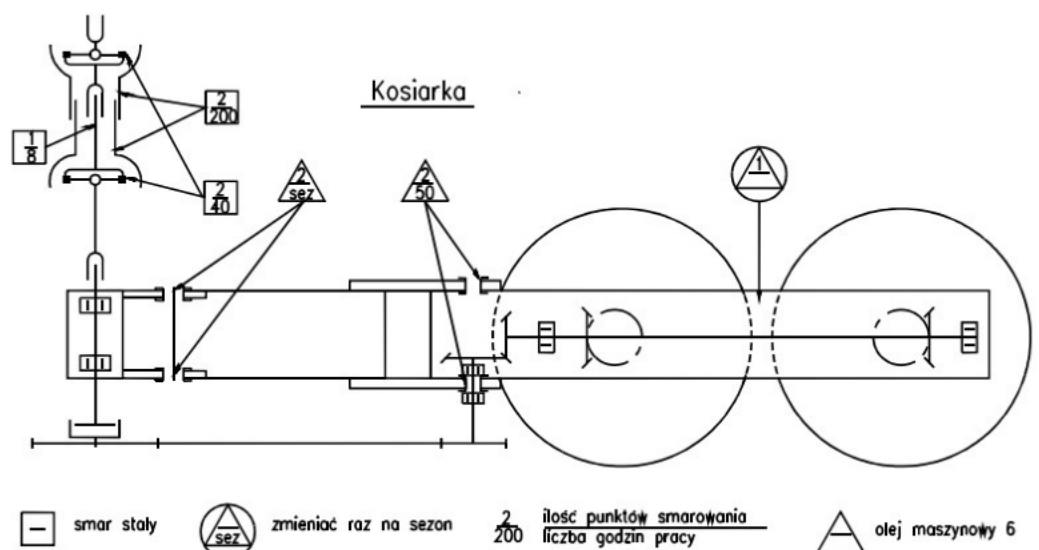 Kosiarka
2
200
1
8
2
sez
2
50
1
2
40
smar stały
sez
zmieniać raz na sezon
2
200
ilość punktów smarowania
liczba godzin pracy
olej maszynowy 6